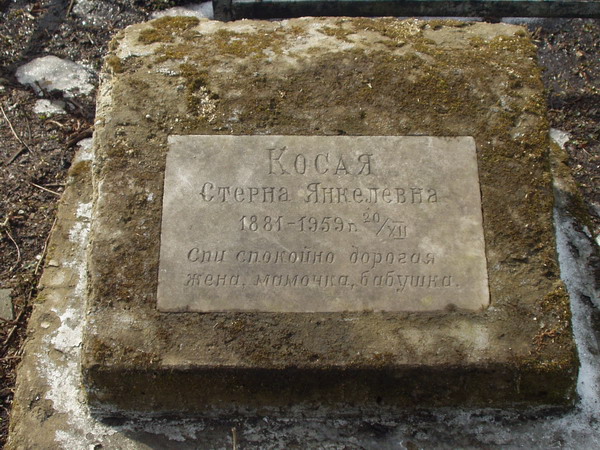 Косая
Стерна Янкелевна
1881-1959г. 20/XII
Спи спокойно дорогая
жена, мамочка, бабушка.